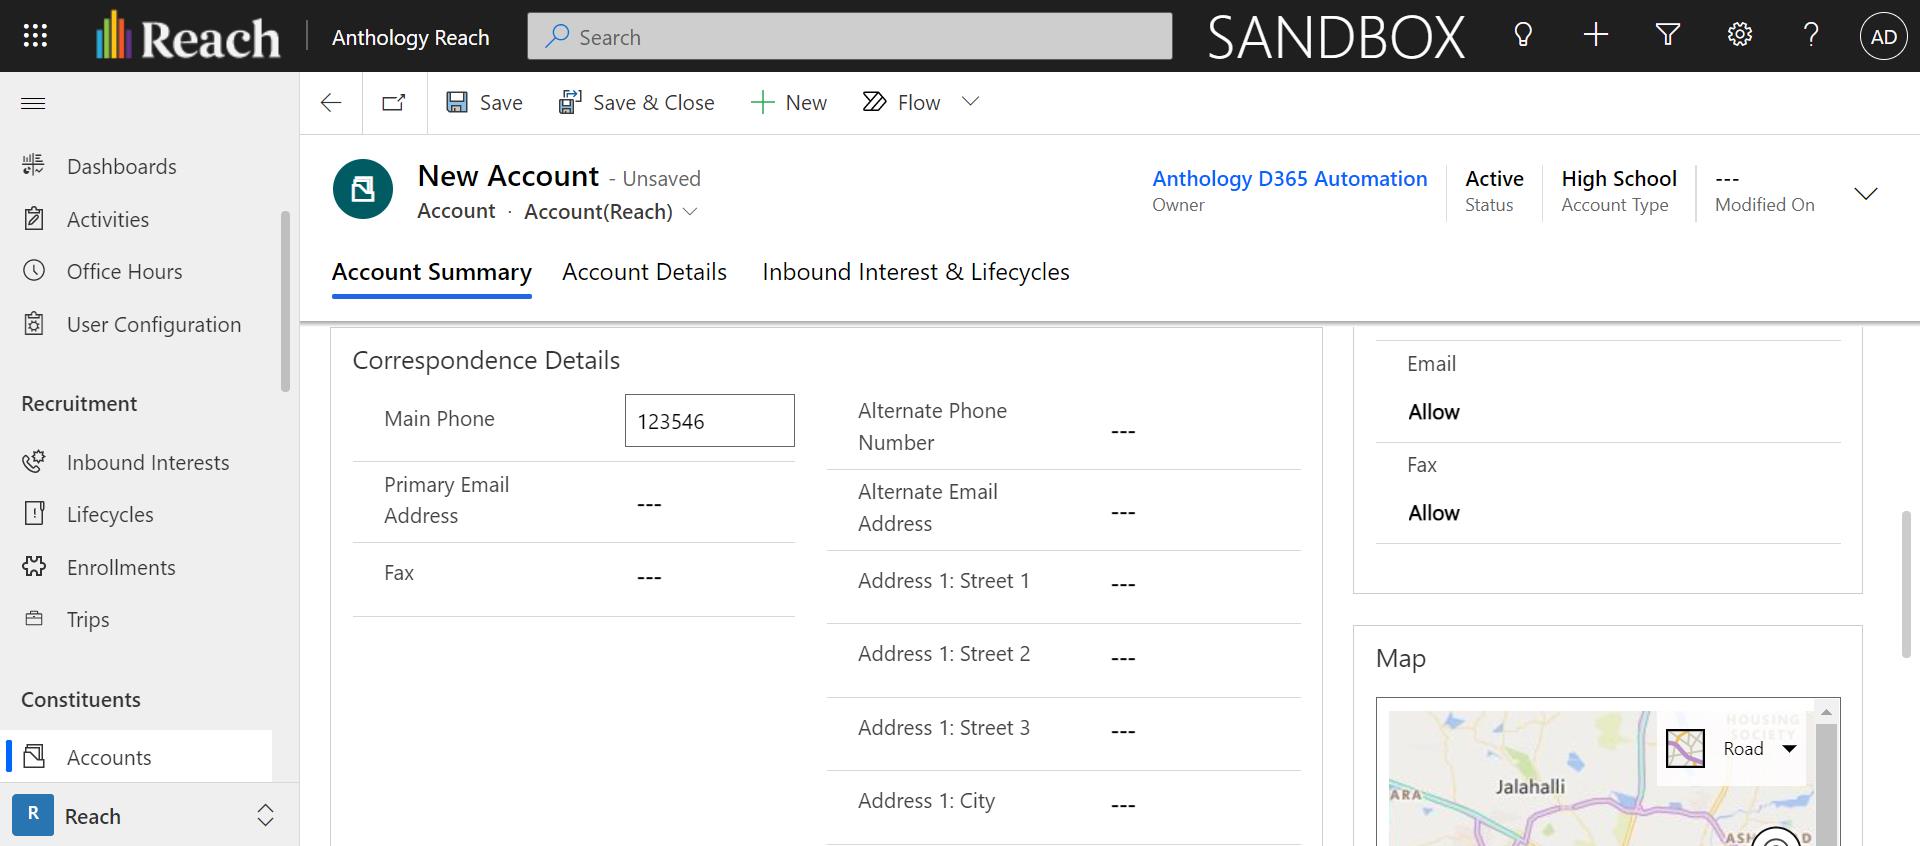 Reach
Anthology Reach
Search
SANDBOX
AD
Save
Save & Close
New
Flow
Dashboards
Activities
Office Hours
User Configuration
Recruitment
Inbound Interests
Lifecycles
Enrollments
Trips
Constituents
Accounts
R
Reach
New Account - Unsaved
Account · Account(Reach)
Anthology D365 Automation
Owner
Active
Status
High School
Account Type
---
Modified On
Account Summary
Account Details
Inbound Interest & Lifecycles
Correspondence Details
Main Phone
123546
Primary Email
Address
---
Fax
---
Alternate Phone
Number
---
Alternate Email
Address
---
Address 1: Street 1
---
Address 1: Street 2
---
Address 1: Street 3
---
Address 1: City
---
Email
Allow
Fax
Allow
Map
HOUSING
SOCIETY
Road
Jalahalli
ARA